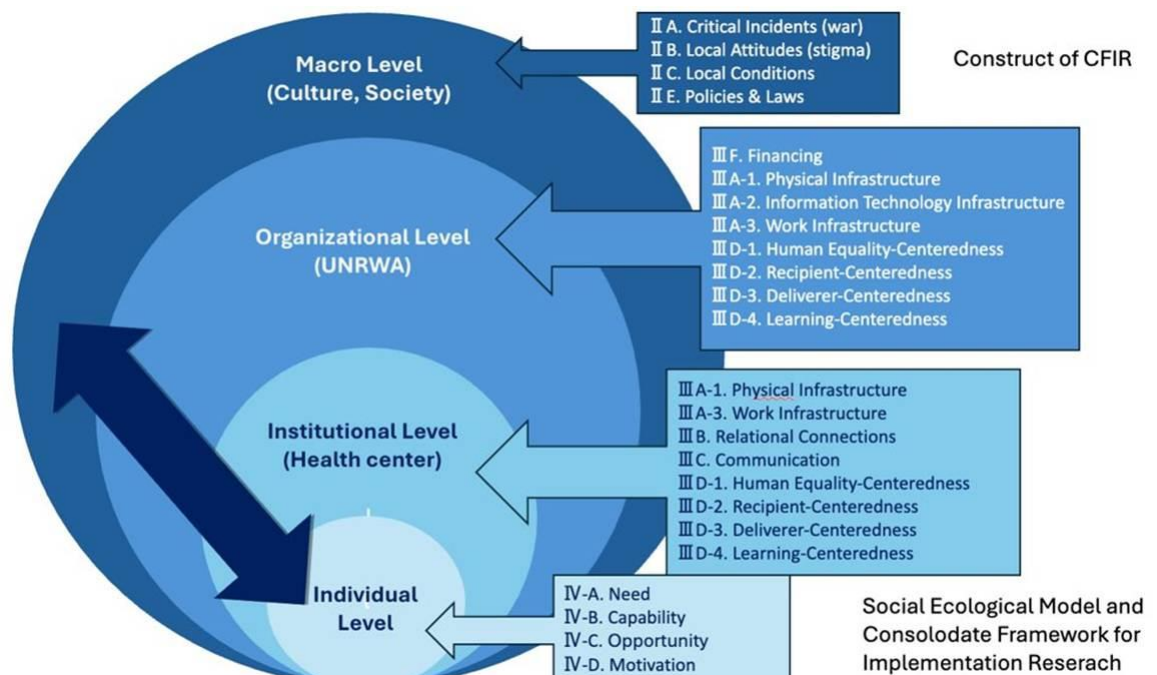 Macro Level
(Culture, Society)
Ⅱ A. Critical Incidents (war)
Ⅱ B. Local Attitudes (stigma)
Ⅱ C. Local Conditions
Ⅱ E. Policies & Laws
Construct of CFIR
Organizational Level
(UNRWA)
Ⅲ F. Financing
Ⅲ A-1. Physical Infrastructure
Ⅲ A-2. Information Technology Infrastructure
Ⅲ A-3. Work Infrastructure
Ⅲ D-1. Human Equality-Centeredness
Ⅲ D-2. Recipient-Centeredness
Ⅲ D-3. Deliverer-Centeredness
Ⅲ D-4. Learning-Centeredness
Institutional Level
(Health center)
Ⅲ A-1. Physical Infrastructure
Ⅲ A-3. Work Infrastructure
Ⅲ B. Relational Connections
Ⅲ C. Communication
Ⅲ D-1. Human Equality-Centeredness
Ⅲ D-2. Recipient-Centeredness
Ⅲ D-3. Deliverer-Centeredness
Ⅲ D-4. Learning-Centeredness
Individual
Level
Ⅳ-A. Need
Ⅳ-B. Capability
Ⅳ-C. Opportunity
Ⅳ-D. Motivation
Social Ecological Model and
Consolodate Framework for
Implementation Reserach